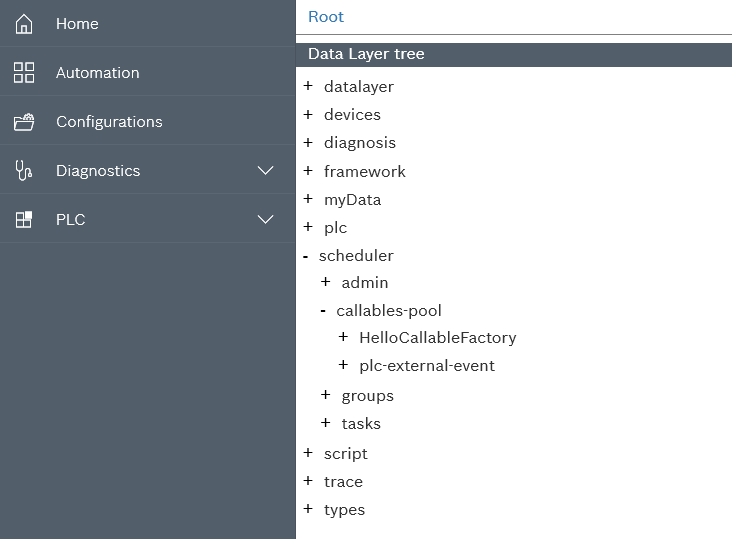 Home
Automation
Configurations
Diagnostics
PLC
Root
Data Layer tree
+ datalayer
+ devices
+ diagnosis
+ framework
+ myData
+ plc
- scheduler
+ admin
- callables-pool
+ HelloCallableFactory
+ plc-external-event
+ groups
+ tasks
+ script
+ trace
+ types